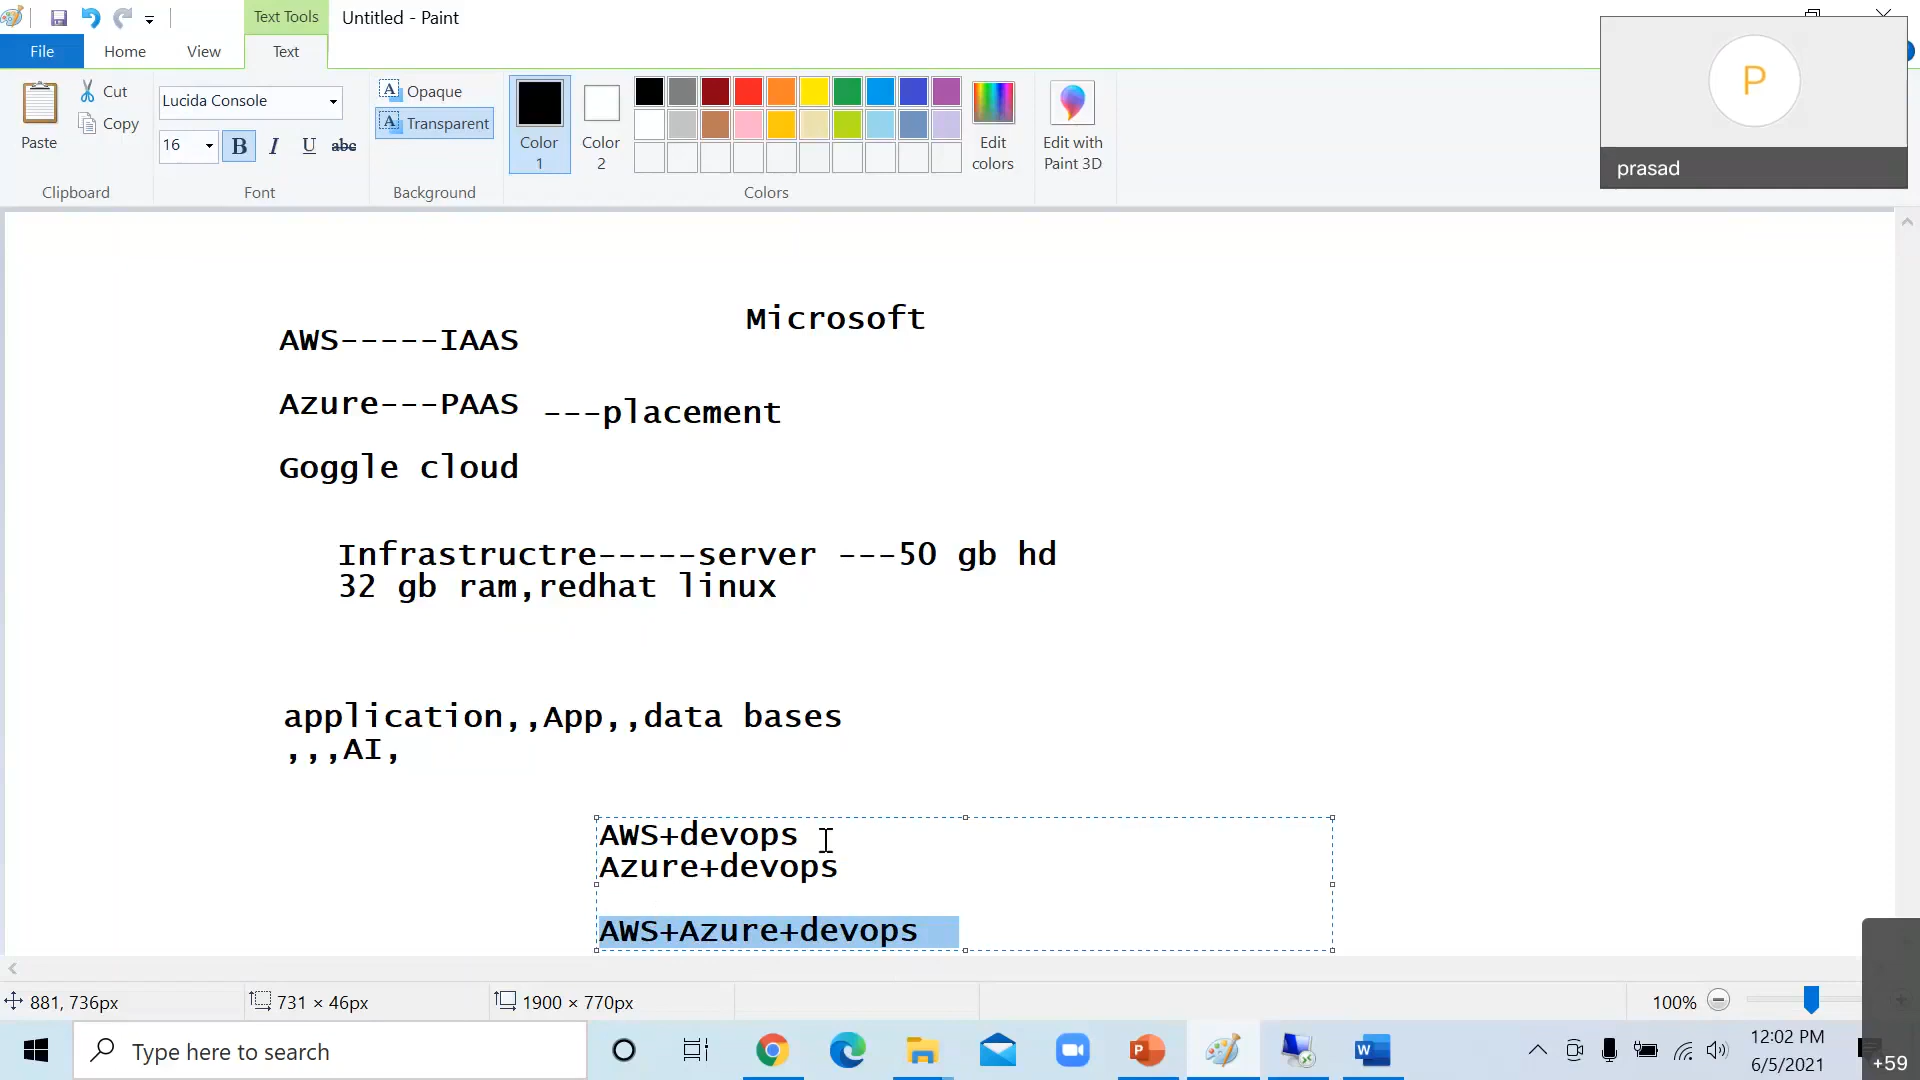 Text Tools
Untitled - Paint
File
Home
View
Text
Paste
Cut
Copy
Clipboard
Lucida Console
16
B
I
U
abc
Font
A Opaque
A Transparent
Background
Color
1
Color
2
Colors
Edit
colors
Edit with
Paint 3D
P
prasad
Microsoft
AWS-----IAAS
Azure---PAAS ---placement
Goggle cloud
Infrastructre-----server ---50 gb hd
32 gb ram,redhat linux
application,,App,,data bases
,,,AI,
AWS+devops
Azure+devops
AWS+Azure+devops
881, 736px
731 × 46px
1900 × 770px
100%
Type here to search
P
W
12:02 PM
6/5/2021
+59